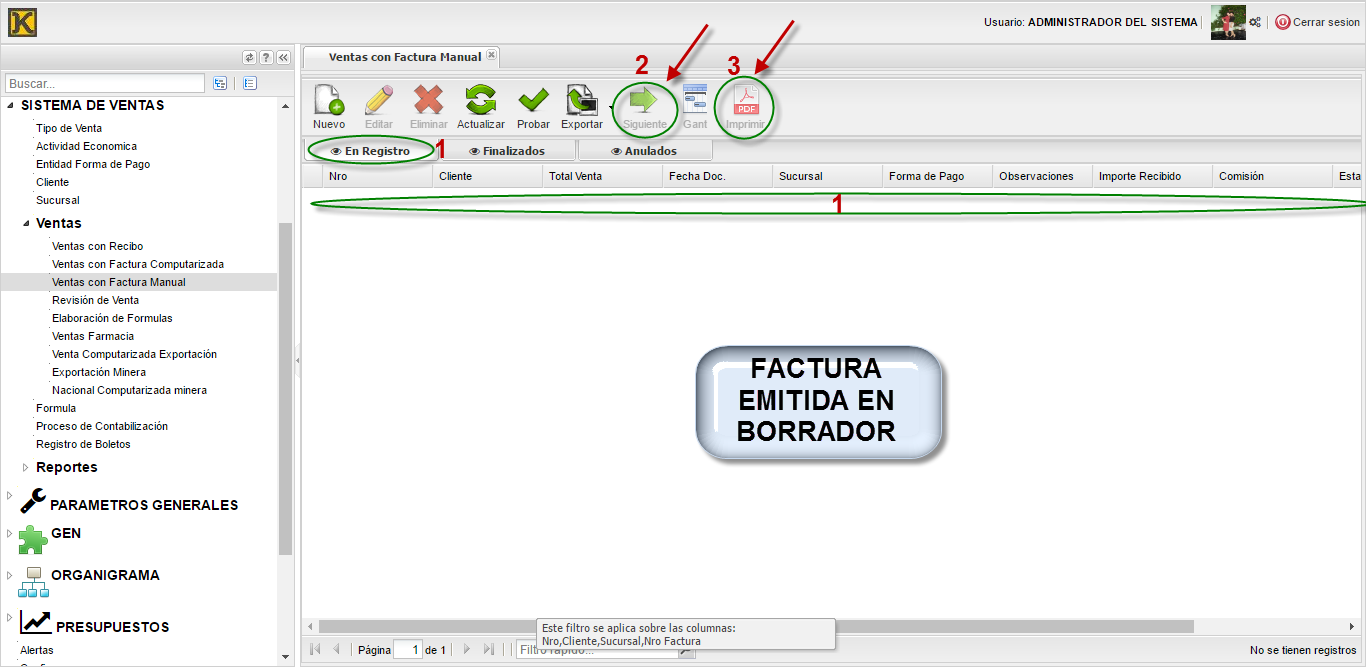 K
Usuario: ADMINISTRADOR DEL SISTEMA
Cerrar sesion
?
Buscar...
SISTEMA DE VENTAS
Tipo de Venta
Actividad Economica
Entidad Forma de Pago
Cliente
Sucursal
Ventas
Ventas con Recibo
Ventas con Factura Computarizada
Ventas con Factura Manual
Revisión de Venta
Elaboración de Formulas
Ventas Farmacia
Venta Computarizada Exportación
Exportación Minera
Nacional Computarizada minera
Formula
Proceso de Contabilización
Registro de Boletos
Reportes
PARAMETROS GENERALES
GEN
ORGANIGRAMA
PRESUPUESTOS
Alertas
Ventas con Factura Manual
2
3
PDF
Nuevo Editar Eliminar Actualizar Probar Exportar Siguiente Gant Imprimir
En Registro 1 Finalizados Anulados
Nro Cliente Total Venta Fecha Doc. Sucursal Forma de Pago Observaciones Importe Recibido Comisión Esta
1
FACTURA
EMITIDA EN
BORRADOR
Este filtro se aplica sobre las columnas:
Nro,Cliente,Sucursal,Nro Factura
Página 1 de 1
Filtro rápido...
No se tienen registros